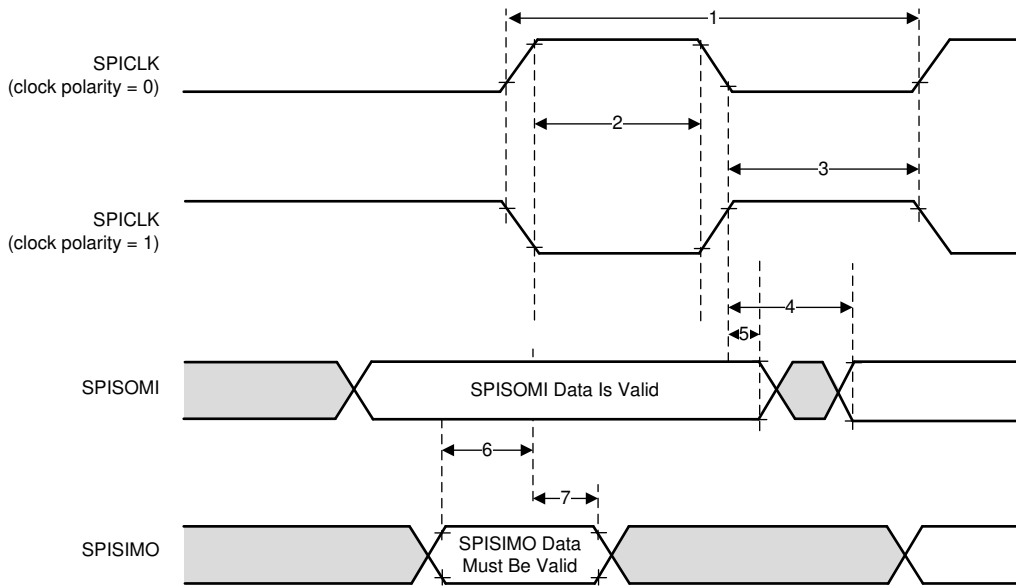 1
SPICLK
(clock polarity = 0)
2
3
SPICLK
(clock polarity = 1)
4
5
SPISOMI
SPISOMI Data Is Valid
6
7
SPISIMO
SPISIMO Data
Must Be Valid